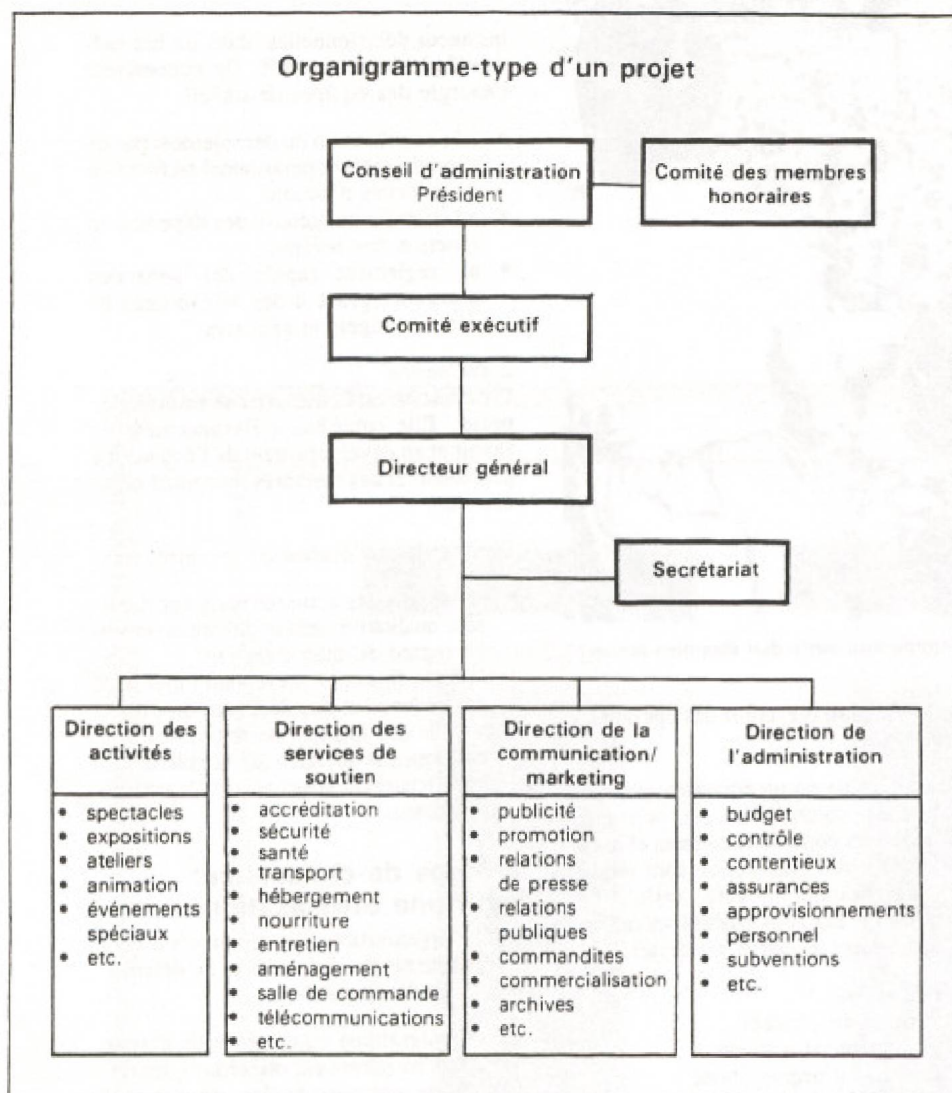 Organigramme-type d'un projet
Conseil d'administration
Président
Comité des membres
honoraires
Comité exécutif
Directeur général
Secrétariat
Direction des
activités
• spectacles
• expositions
• ateliers
• animation
• événements
spéciaux
• etc.
Direction des
services de
soutien
• accréditation
• sécurité
• santé
• transport
• hébergement
• nourriture
• entretien
• aménagement
• salle de commande
• télécommunications
• etc.
Direction de la
communication/
marketing
• publicité
• promotion
• relations
de presse
• relations
publiques
• commandites
• commercialisation
• archives
• etc.
Direction de
l'administration
• budget
• contrôle
• contentieux
• assurances
• approvisionnements
• personnel
• subventions
• etc.